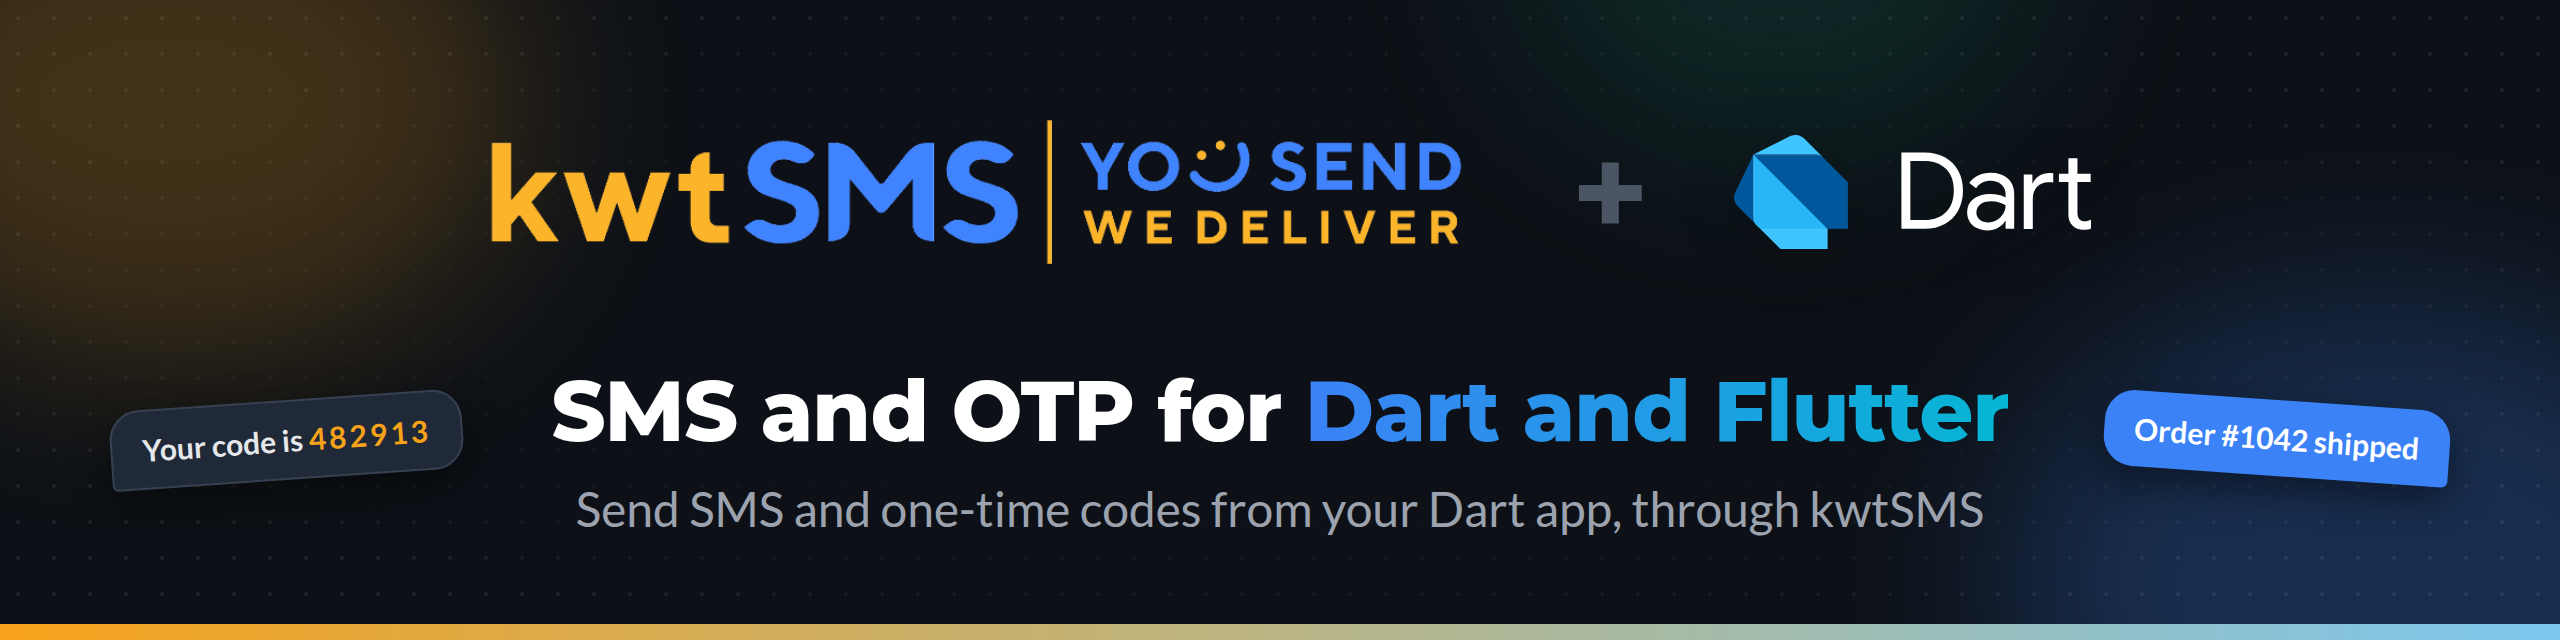 kwtSMS
YOU SEND
WE DELIVER
Dart
SMS and OTP for Dart and Flutter
Your code is 482913
Order #1042 shipped
Send SMS and one-time codes from your Dart app, through kwtSMS